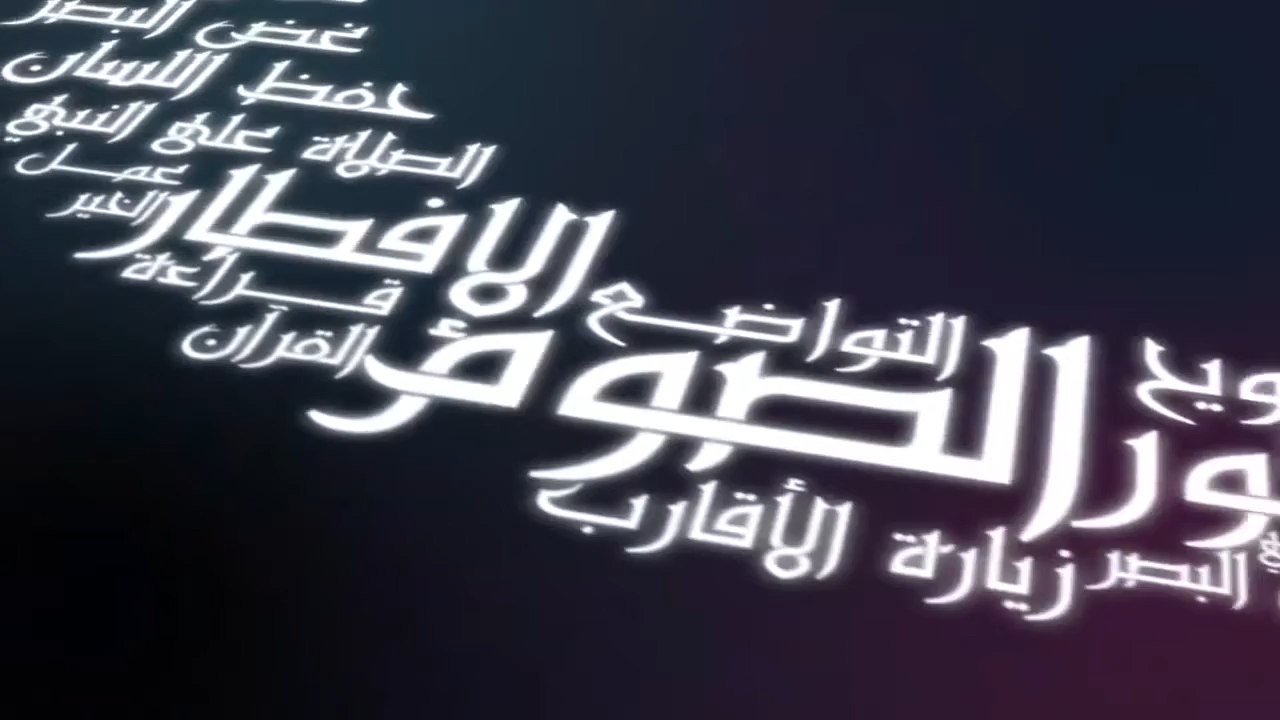 غض البصر
حفظ اللسان
الصلاة على النبي
عمل
الخير
الافطار
قراءة
القرآن
التواضع
الصوم
زيارة الأقارب
البصر